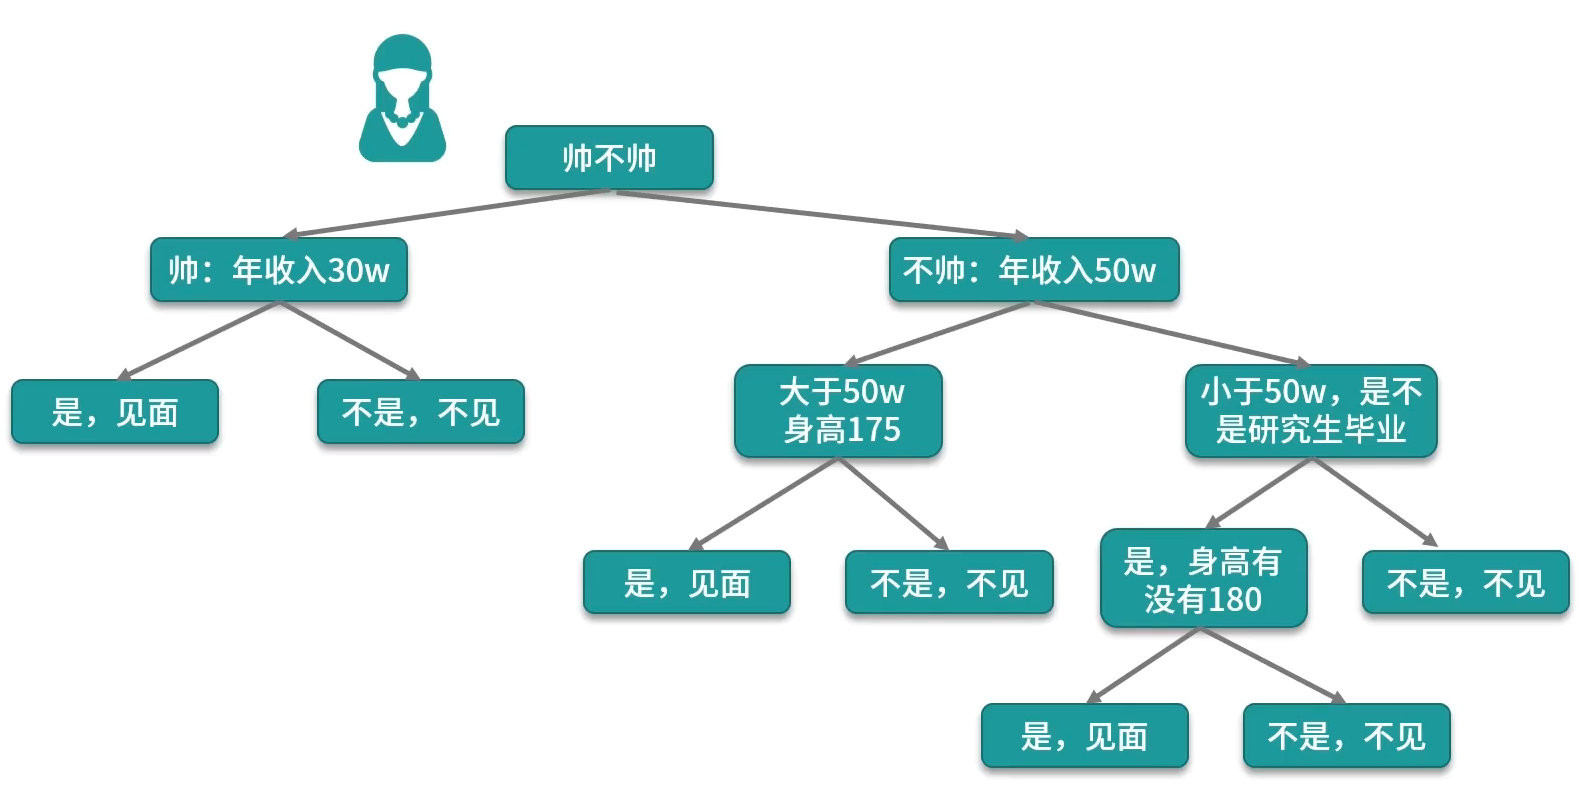 帅不帅
帅：年收入30w
不帅：年收入50w
是，见面
不是，不见
大于50w
身高175
小于50w，是不
是研究生毕业
是，见面
不是，不见
是，身高有
没有180
不是，不见
是，见面
不是，不见